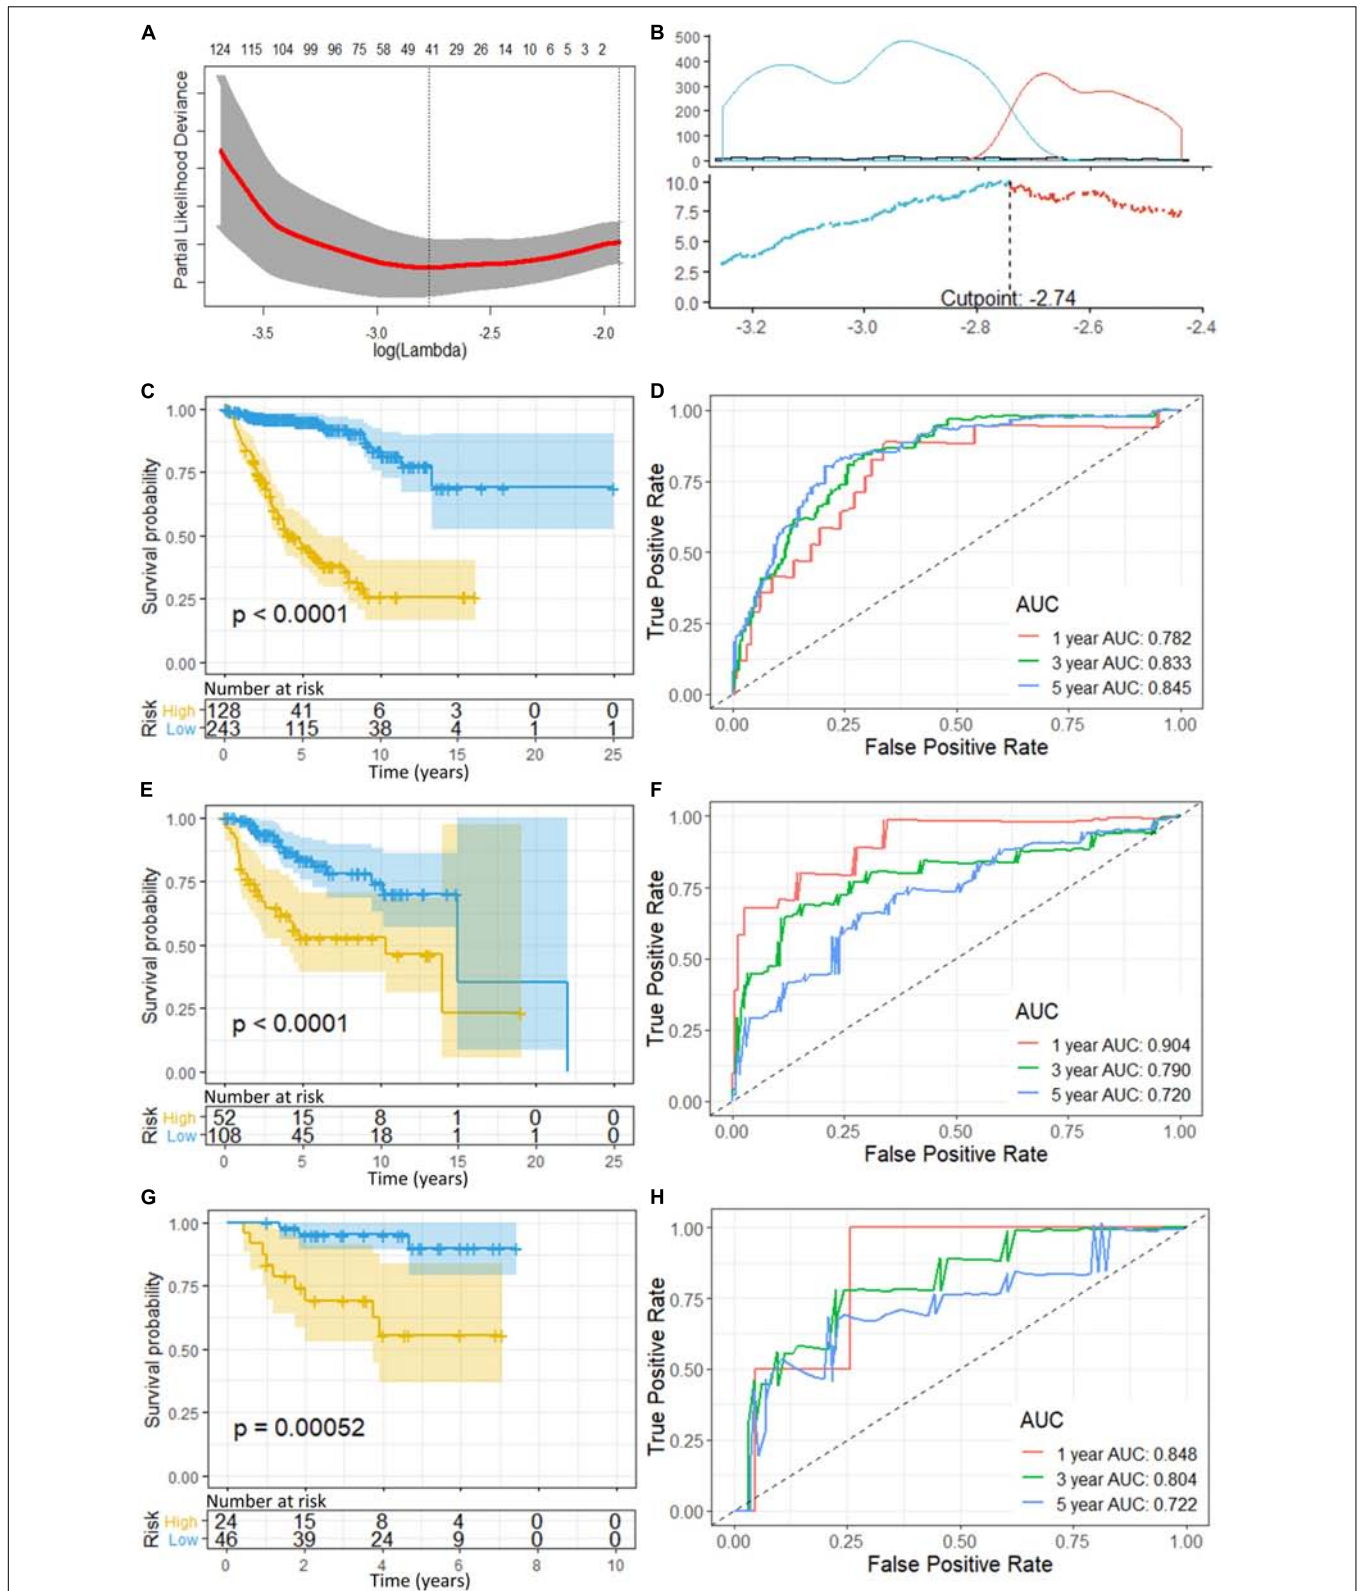 A
124 115 104 99 96 75 58 49 41 29 26 14 10 6 5 3 2
Partial Likelihood Deviance
-3.5 -3.0 -2.5 -2.0
log(Lambda)
B
500
400
300
200
100
0
10.0
7.5
5.0
2.5
0.0
Cutpoint: -2.74
-3.2 -3.0 -2.8 -2.6 -2.4
C
Survival probability
1.00
0.75
0.50
0.25
0.00
p < 0.0001
Number at risk
Risk
High 128 41 6 3 0 0
Low 243 115 38 4 1 1
0 5 10 15 20 25
Time (years)
D
True Positive Rate
1.00
0.75
0.50
0.25
0.00
AUC
1 year AUC: 0.782
3 year AUC: 0.833
5 year AUC: 0.845
0.00 0.25 0.50 0.75 1.00
False Positive Rate
E
Survival probability
1.00
0.75
0.50
0.25
0.00
p < 0.0001
Number at risk
Risk
High 52 15 8 1 0 0
Low 108 45 18 1 1 0
0 5 10 15 20 25
Time (years)
F
True Positive Rate
1.00
0.75
0.50
0.25
0.00
AUC
1 year AUC: 0.904
3 year AUC: 0.790
5 year AUC: 0.720
0.00 0.25 0.50 0.75 1.00
False Positive Rate
G
Survival probability
1.00
0.75
0.50
0.25
0.00
p = 0.00052
Number at risk
Risk
High 24 15 8 4 0 0
Low 46 39 24 9 0 0
0 2 4 6 8 10
Time (years)
H
True Positive Rate
1.00
0.75
0.50
0.25
0.00
AUC
1 year AUC: 0.848
3 year AUC: 0.804
5 year AUC: 0.722
0.00 0.25 0.50 0.75 1.00
False Positive Rate